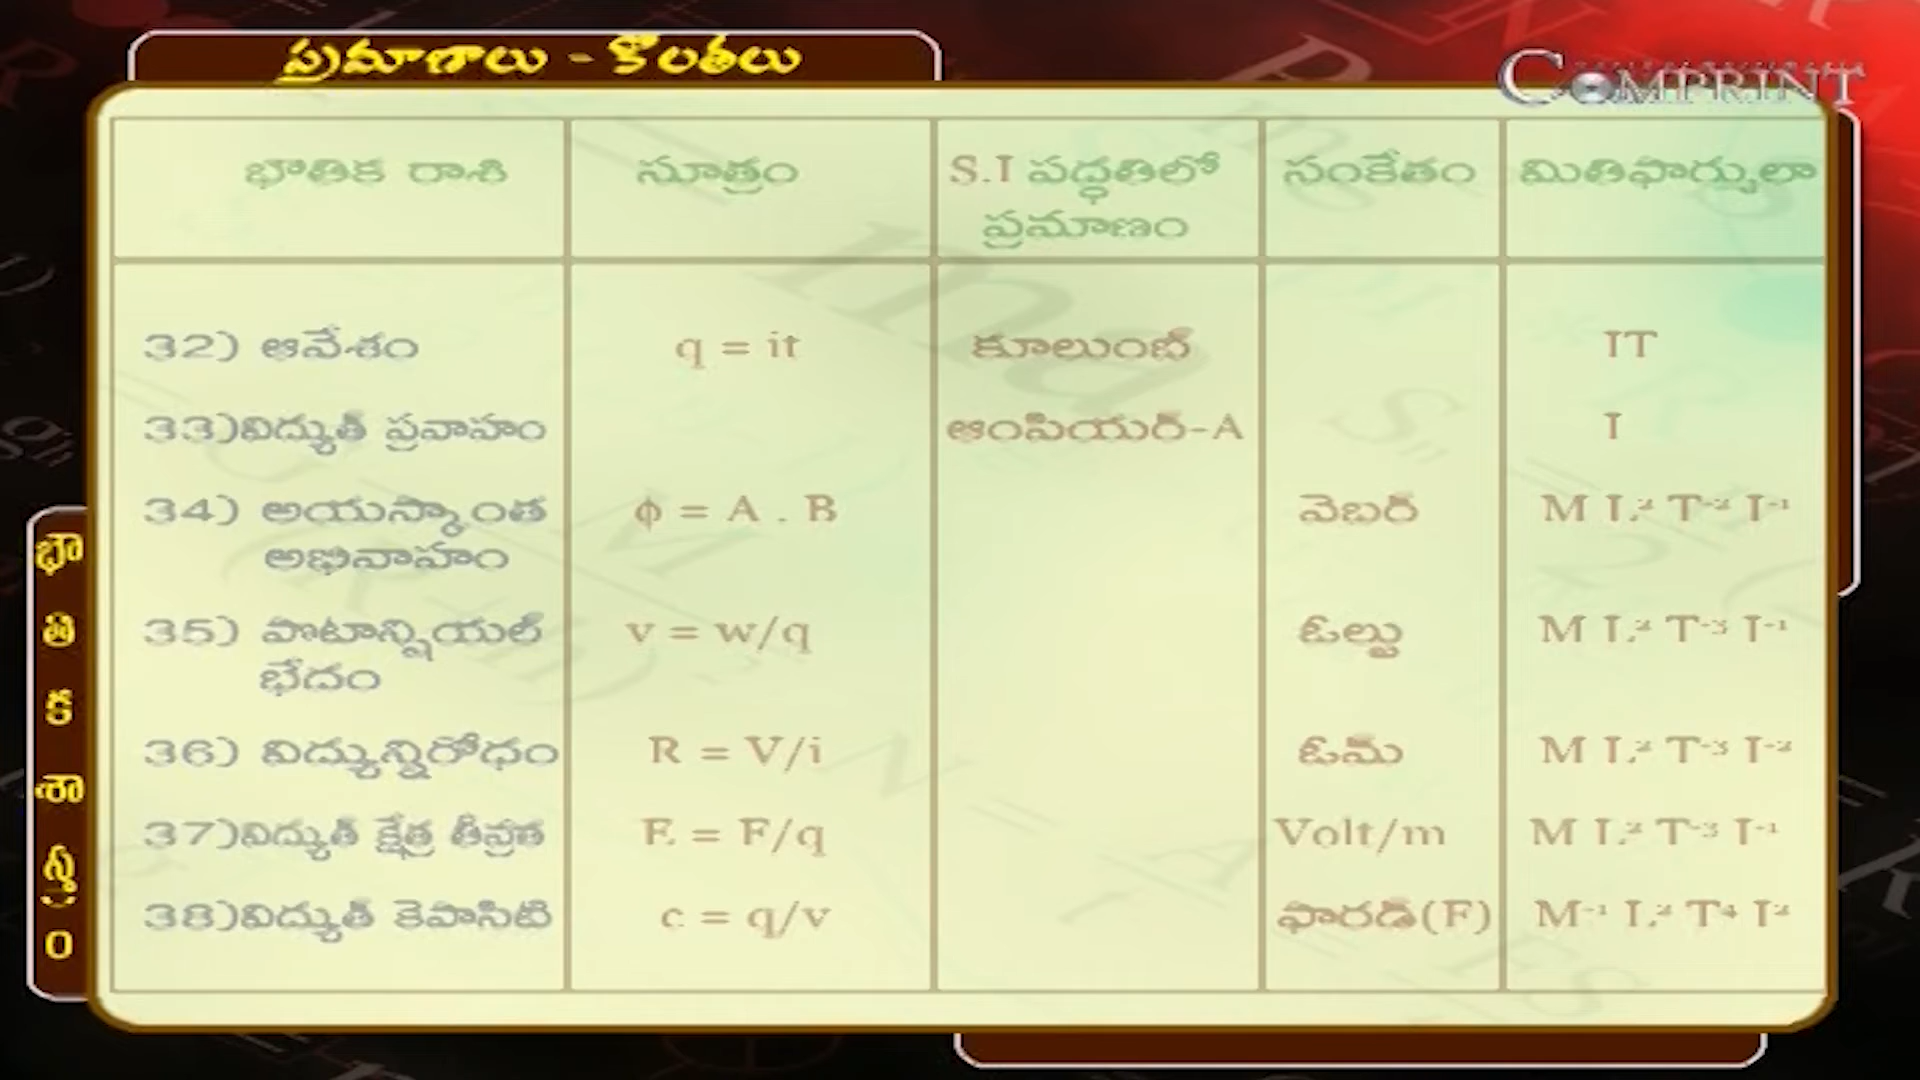 ప్రమాణాలు - కొలతలు
COMPRINT
భౌతిక రాశి సూత్రం S.I పద్ధతిలో ప్రమాణం సంకేతం మితిఫార్ములా
32) ఆవేశం q = it కూలుంబ్ IT
33)విద్యుత్ ప్రవాహం ఆంపియర్-A I
34) అయస్కాంత అభివాహం ϕ = A . B వెబర్ M L² T⁻² I⁻¹
35) పొటాన్షియల్ భేదం v = w/q ఓల్టు M L² T⁻³ I⁻¹
36) విద్యున్నిరోధం R = V/i ఓమ్ M L² T⁻³ I⁻²
37)విద్యుత్ క్షేత్ర తీవ్రత E = F/q Volt/m M L² T⁻³ I⁻¹
38)విద్యుత్ కెపాసిటి c = q/v ఫారడ్(F) M⁻¹ L² T⁴ I²
భౌతిక శాస్త్రం